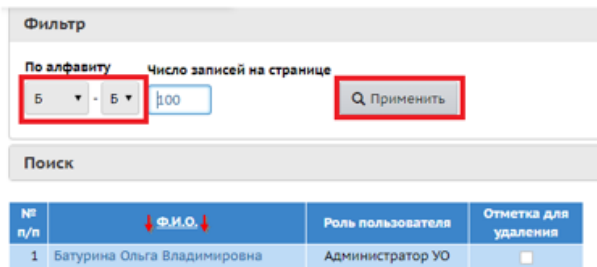 Фильтр
По алфавиту Число записей на странице
Б - Б 100 Применить
Поиск
№ п/п Ф.И.О. Роль пользователя Отметка для удаления
1 Батурина Ольга Владимировна Администратор УО